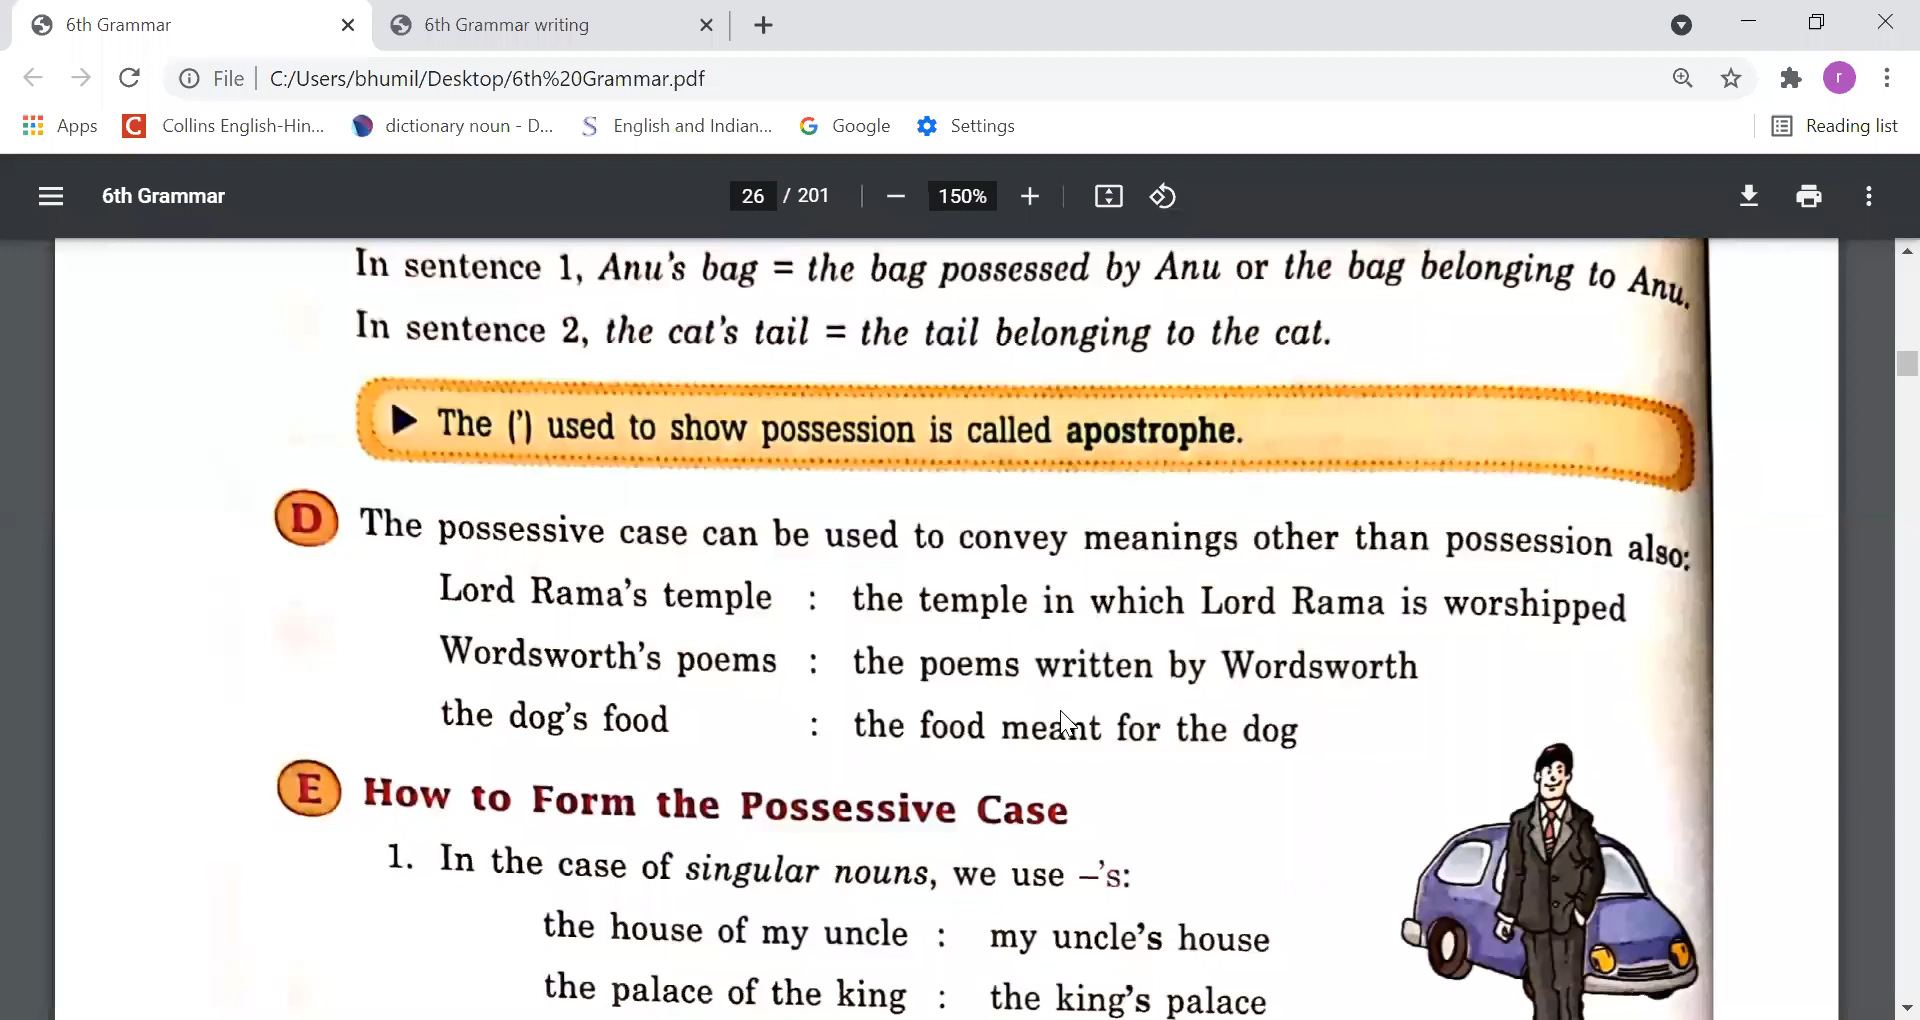 6th Grammar
6th Grammar writing
File C:/Users/bhumil/Desktop/6th%20Grammar.pdf
r
Apps
Collins English-Hin...
dictionary noun - D...
English and Indian...
Google
Settings
Reading list
6th Grammar
26 / 201
150%
In sentence 1, Anu's bag = the bag possessed by Anu or the bag belonging to Anu.
In sentence 2, the cat's tail = the tail belonging to the cat.
The (’) used to show possession is called apostrophe.
D The possessive case can be used to convey meanings other than possession also:
Lord Rama's temple : the temple in which Lord Rama is worshipped
Wordsworth's poems : the poems written by Wordsworth
the dog's food : the food meant for the dog
E How to Form the Possessive Case
1. In the case of singular nouns, we use –'s:
the house of my uncle : my uncle's house
the palace of the king : the king's palace